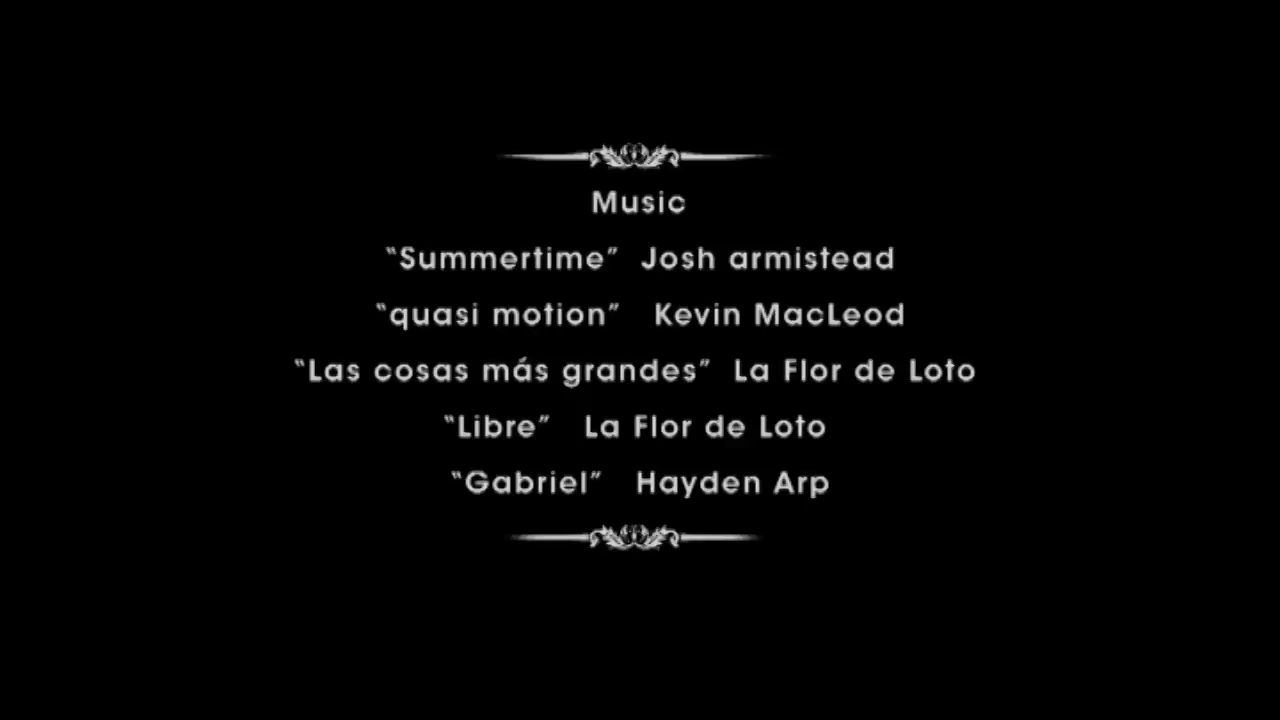 Music
“Summertime” Josh armistead
“quasi motion” Kevin MacLeod
“Las cosas más grandes” La Flor de Loto
“Libre” La Flor de Loto
“Gabriel” Hayden Arp